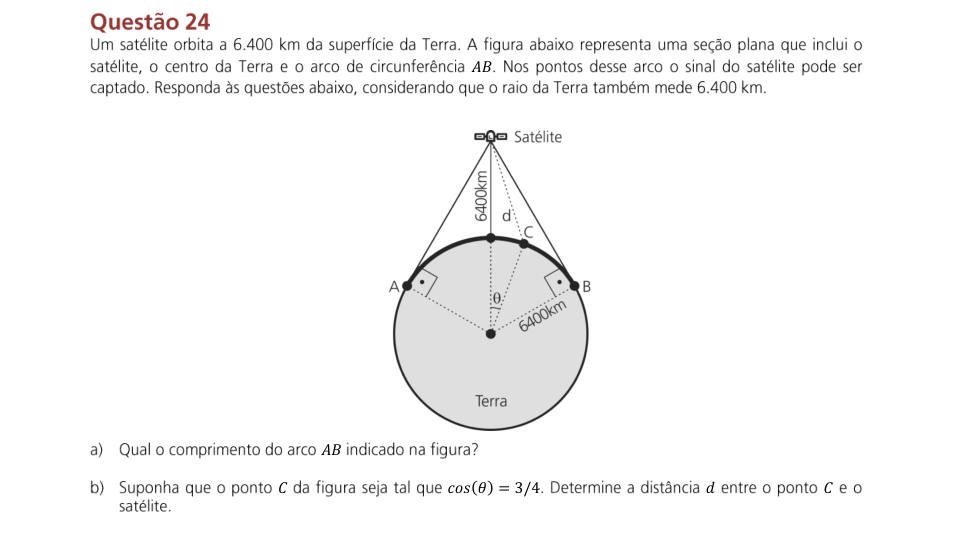 Questão 24
Um satélite orbita a 6.400 km da superfície da Terra. A figura abaixo representa uma seção plana que inclui o
satélite, o centro da Terra e o arco de circunferência AB. Nos pontos desse arco o sinal do satélite pode ser
captado. Responda às questões abaixo, considerando que o raio da Terra também mede 6.400 km.
Satélite
6400km
d
C
A
B
θ
6400km
Terra
a) Qual o comprimento do arco AB indicado na figura?
b) Suponha que o ponto C da figura seja tal que cos(θ) = 3/4. Determine a distância d entre o ponto C e o
satélite.